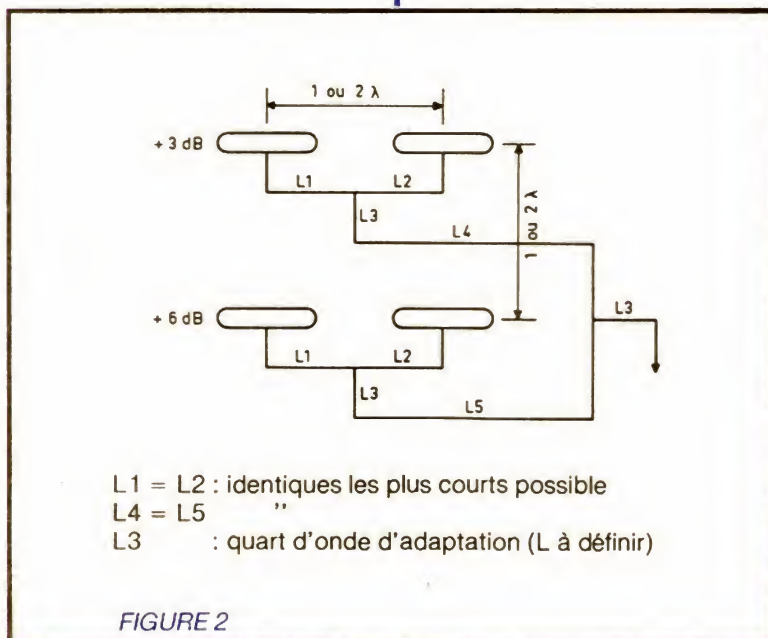 1 ou 2 λ
+ 3 dB
L1
L2
L3
L4
1 ou 2 λ
L3
+ 6 dB
L1
L2
L3
L5
L1 = L2 : identiques les plus courts possible
L4 = L5 "
L3 : quart d'onde d'adaptation (L à définir)
FIGURE 2